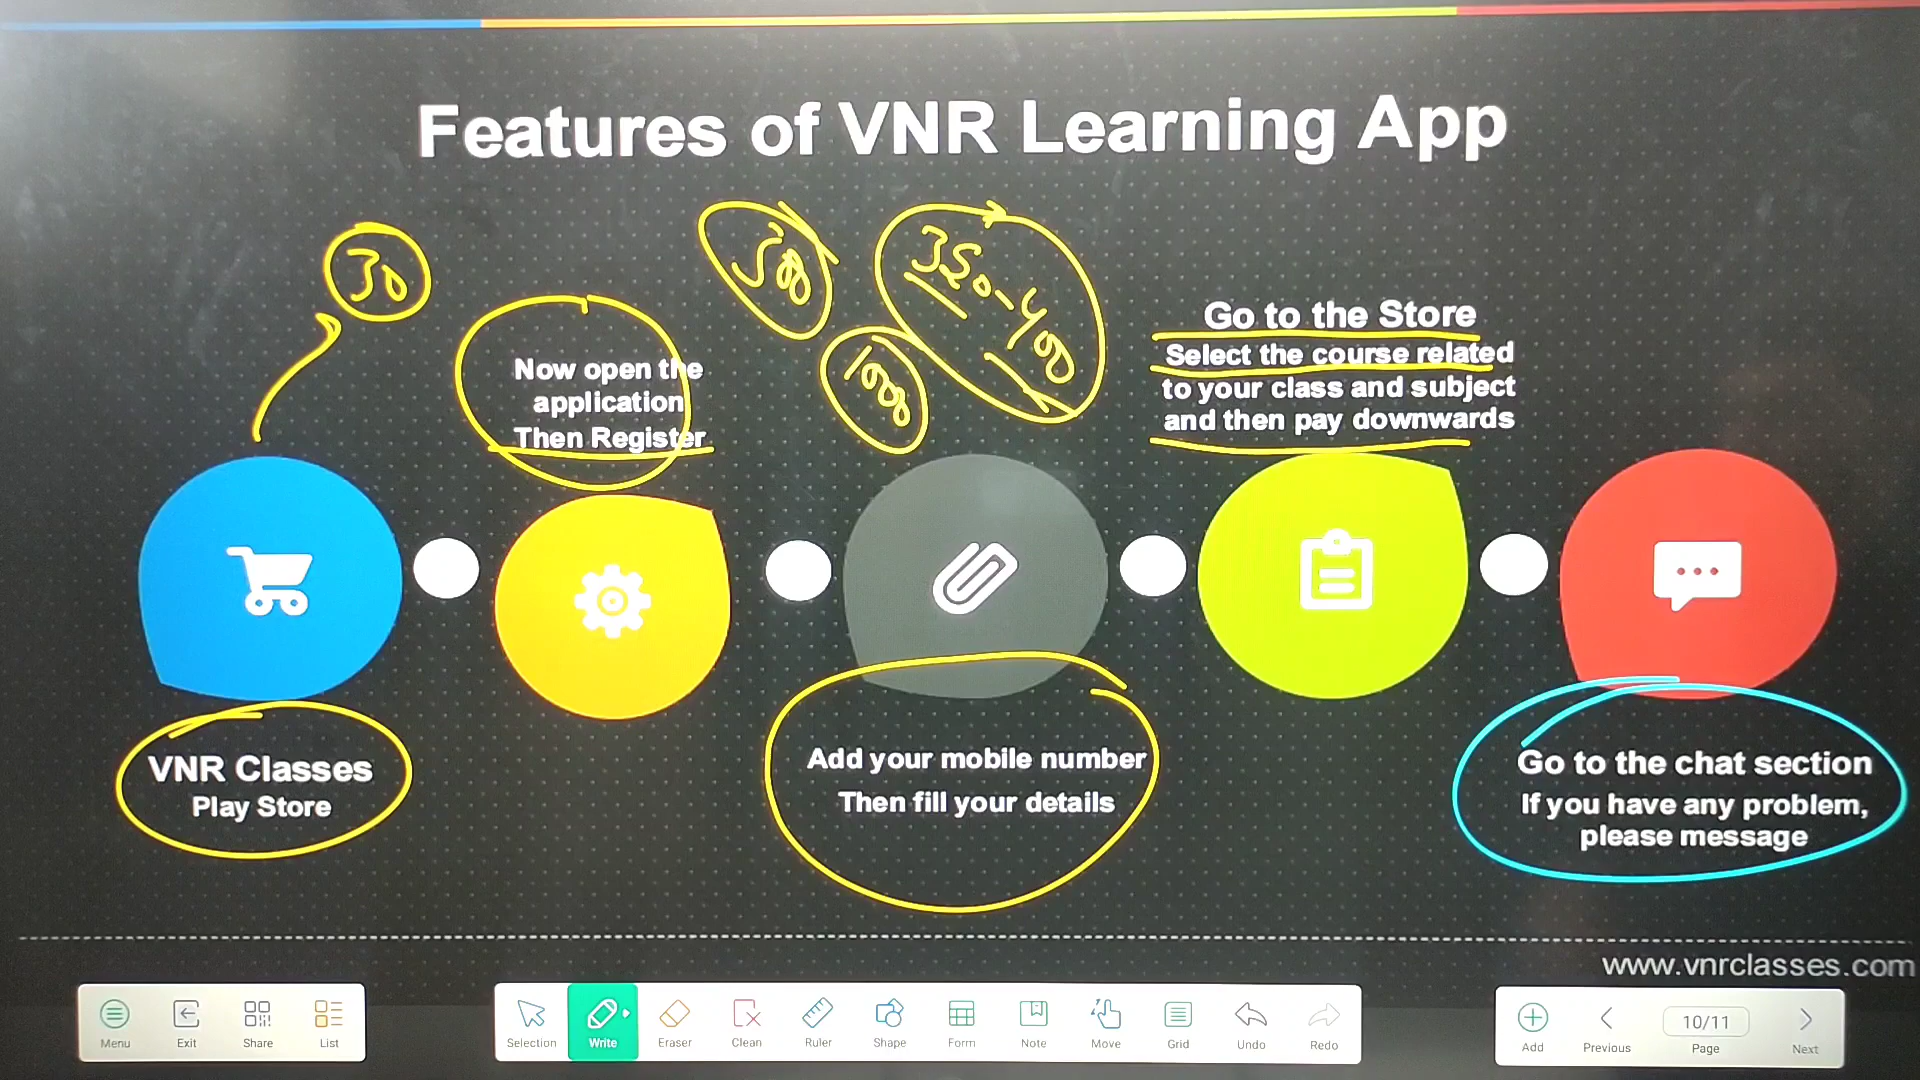 Features of VNR Learning App
30
500
350-400
1000
Now open the
application
Then Register
Go to the Store
Select the course related
to your class and subject
and then pay downwards
VNR Classes
Play Store
Add your mobile number
Then fill your details
Go to the chat section
If you have any problem,
please message
www.vnrclasses.com
Menu
Exit
Share
List
Selection
Write
Eraser
Clean
Ruler
Shape
Form
Note
Move
Grid
Undo
Redo
Add
Previous
10/11
Page
Next